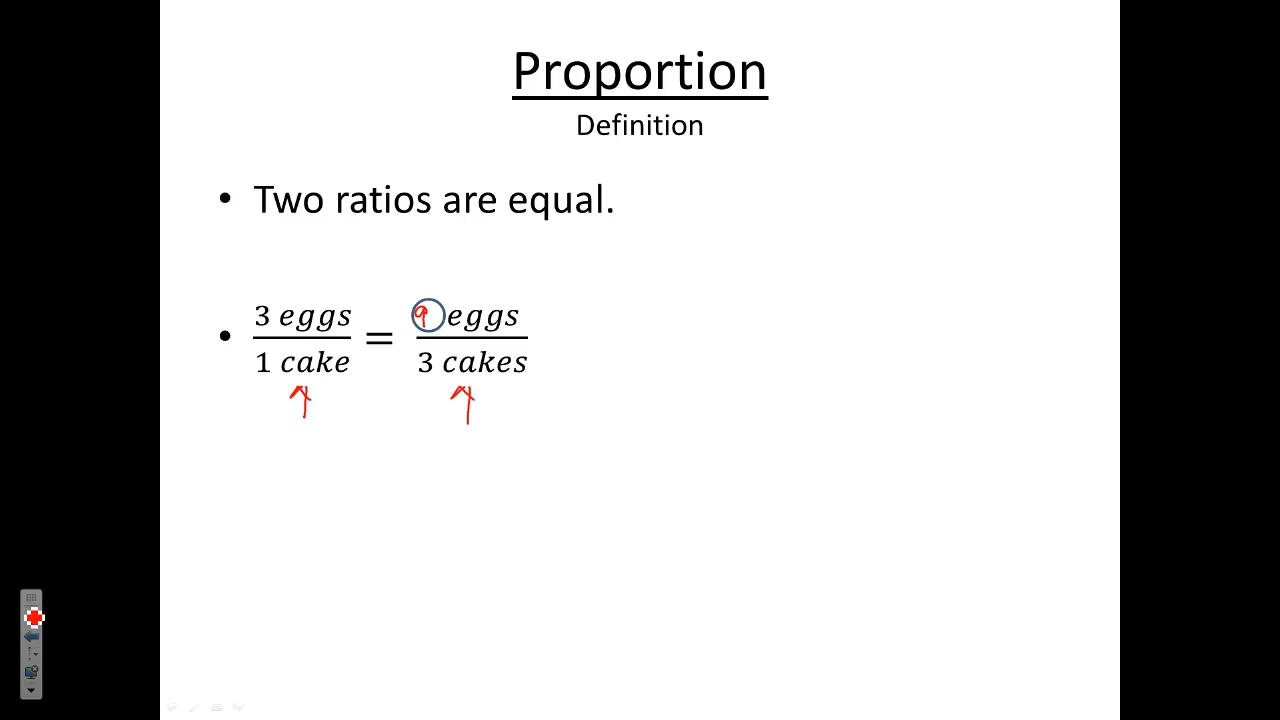 Proportion
Definition
• Two ratios are equal.
• 3 eggs / 1 cake = 9 eggs / 3 cakes